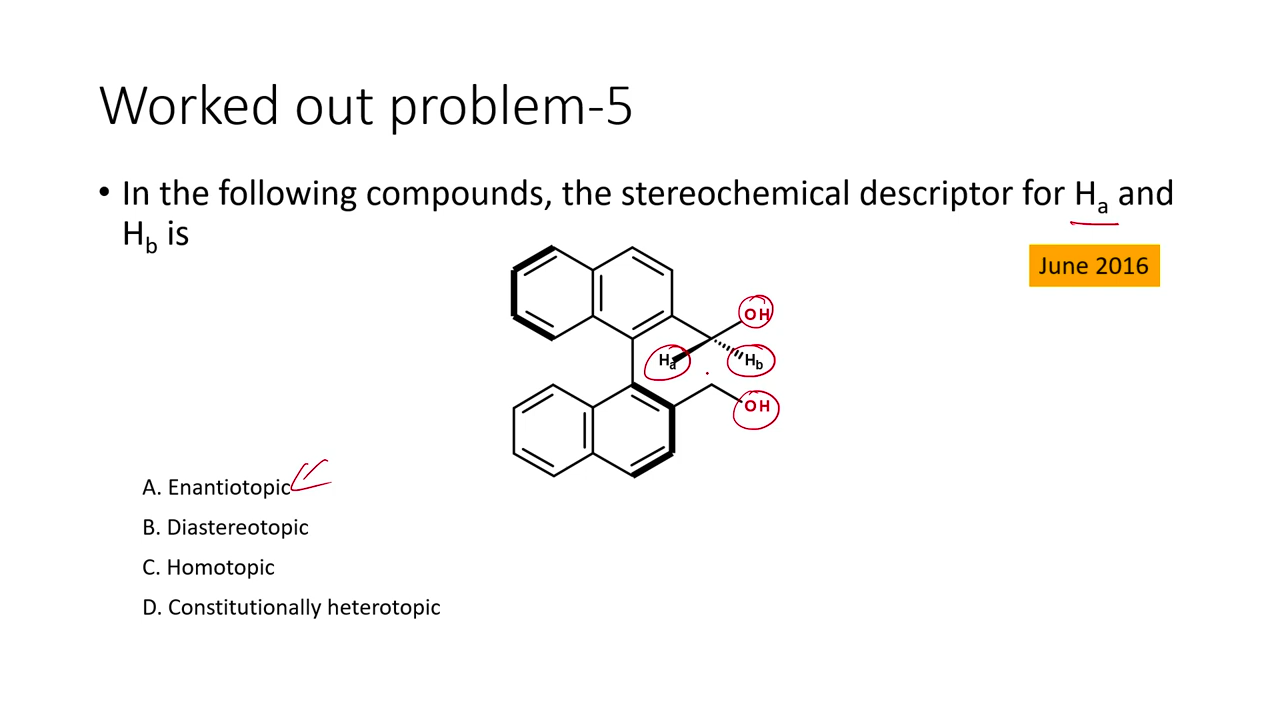 Worked out problem-5
• In the following compounds, the stereochemical descriptor for Ha and
Hb is
June 2016
OH
Ha
Hb
OH
A. Enantiotopic
B. Diastereotopic
C. Homotopic
D. Constitutionally heterotopic